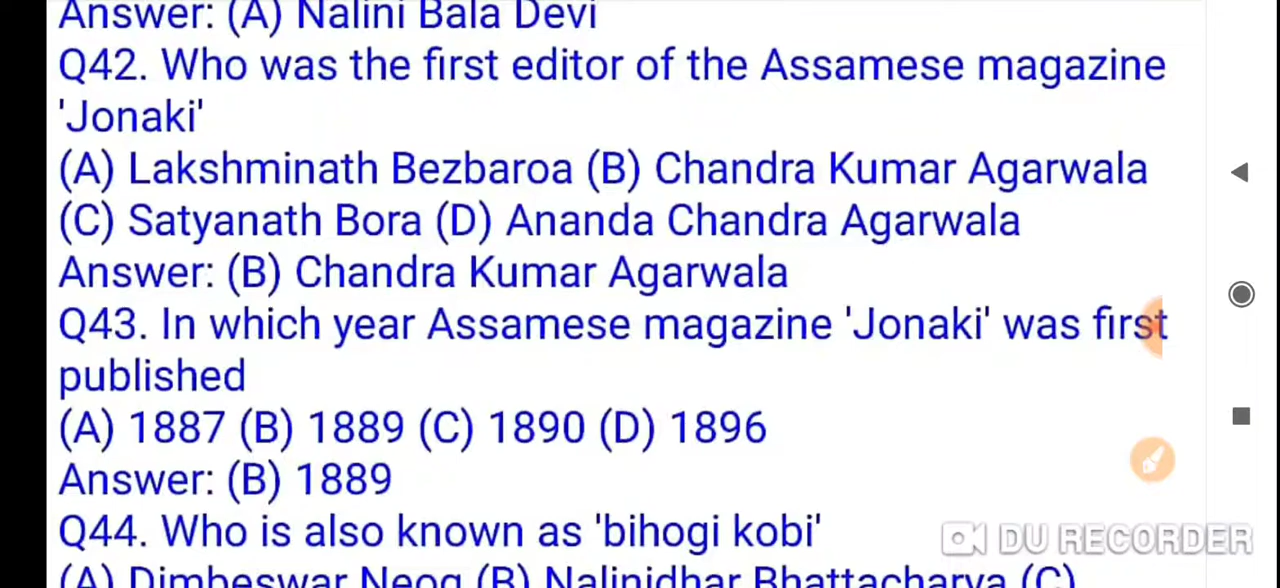 Answer: (A) Nalini Bala Devi
Q42. Who was the first editor of the Assamese magazine
'Jonaki'
(A) Lakshminath Bezbaroa (B) Chandra Kumar Agarwala
(C) Satyanath Bora (D) Ananda Chandra Agarwala
Answer: (B) Chandra Kumar Agarwala
Q43. In which year Assamese magazine 'Jonaki' was first
published
(A) 1887 (B) 1889 (C) 1890 (D) 1896
Answer: (B) 1889
Q44. Who is also known as 'bihogi kobi'
DU RECORDER
(A) Dimbeswar Neog (B) Nalinidhar Bhattacharya (C)